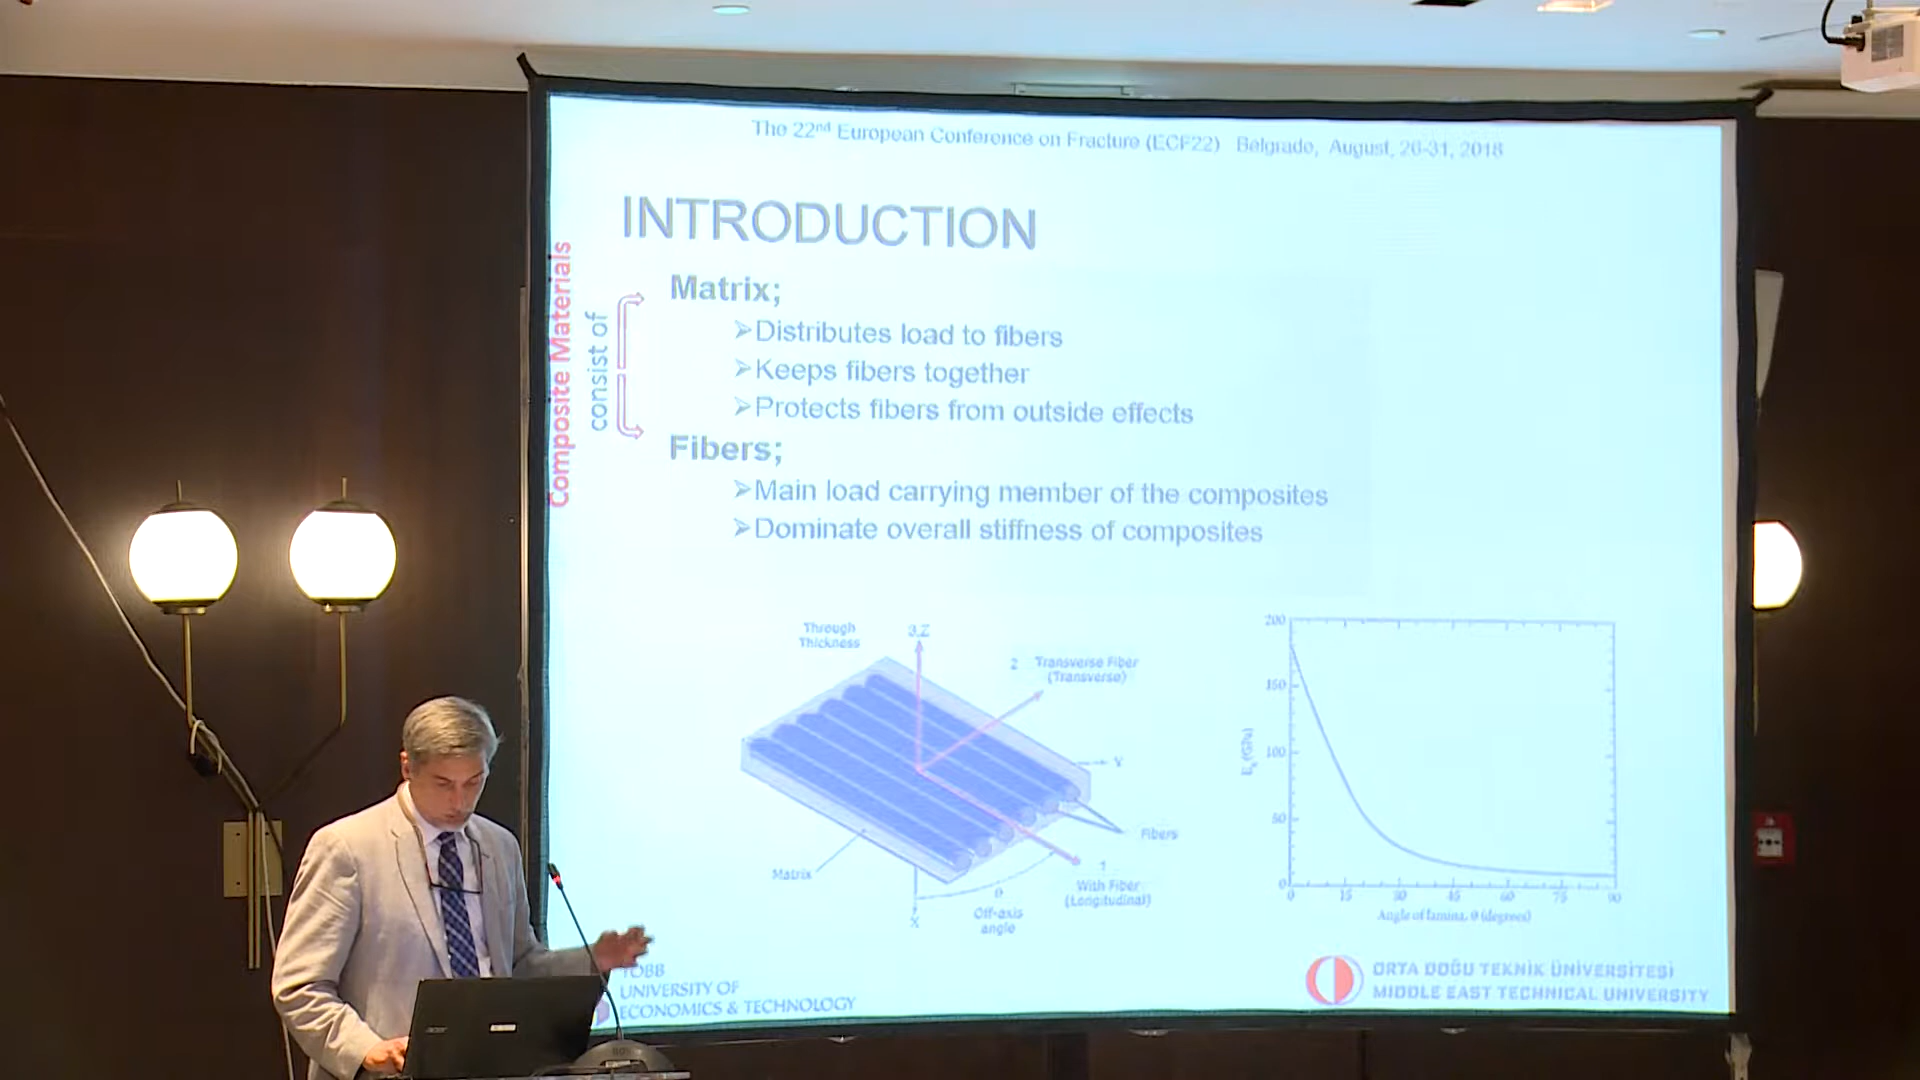 The 22nd European Conference on Fracture (ECF22) Belgrade, August, 26-31, 2018
INTRODUCTION
Composite Materials
consist of
Matrix;
➢Distributes load to fibers
➢Keeps fibers together
➢Protects fibers from outside effects
Fibers;
➢Main load carrying member of the composites
➢Dominate overall stiffness of composites
Through
Thickness
3,Z
2 Transverse Fiber
(Transverse)
Y
Fibers
Matrix
1
With Fiber
(Longitudinal)
X
θ
Off-axis
angle
200
150
100
50
0
Ex(GPa)
0 15 30 45 60 75 90
Angle of lamina, θ (degrees)
TOBB
UNIVERSITY OF
ECONOMICS & TECHNOLOGY
ORTA DOĞU TEKNİK ÜNİVERSİTESİ
MIDDLE EAST TECHNICAL UNIVERSITY
acer